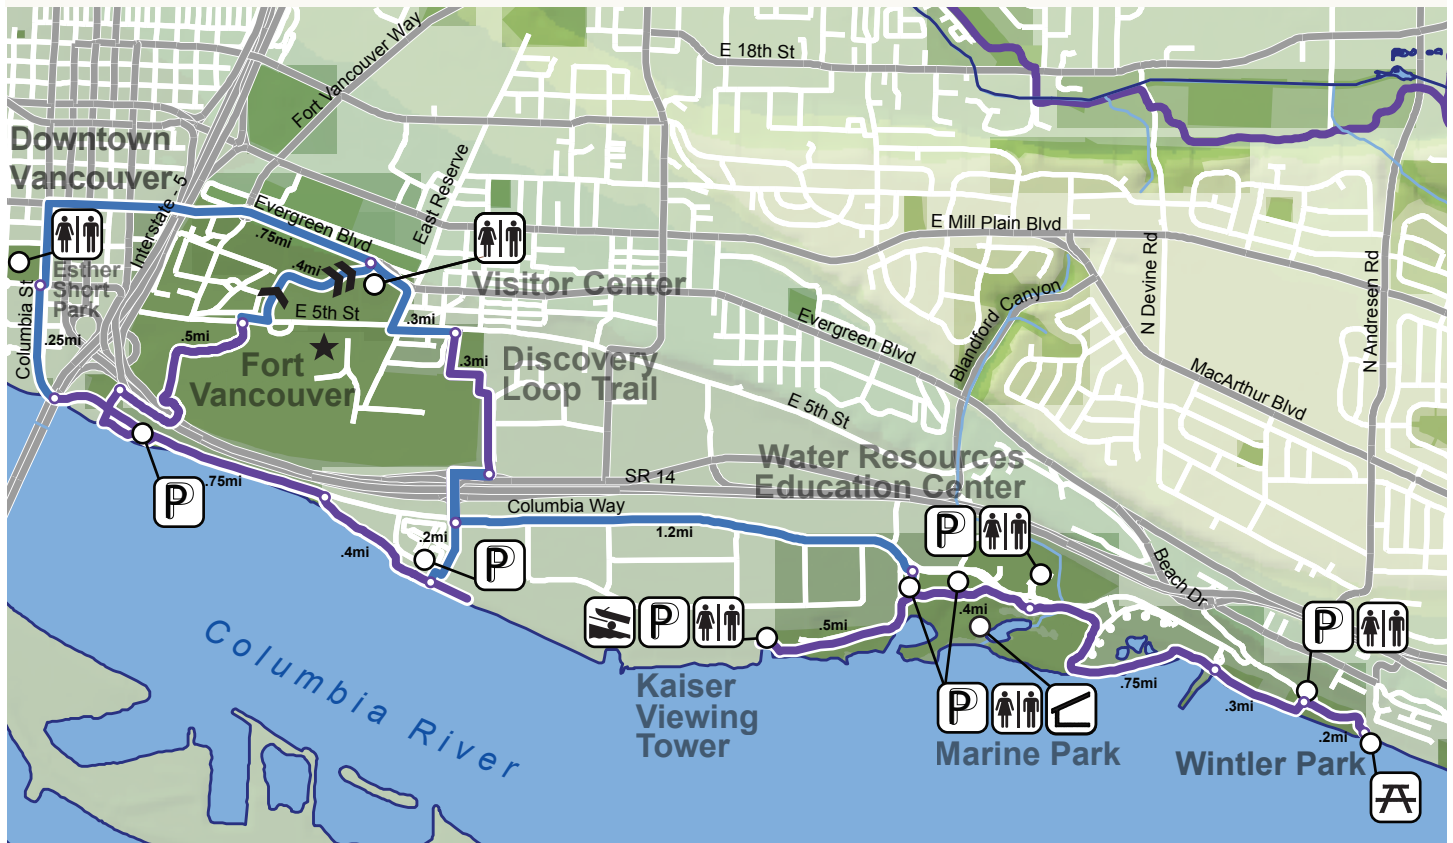 E 18th St
Fort Vancouver Way
Downtown
Vancouver
Interstate - 5
East Reserve
Evergreen Blvd
.75mi
E Mill Plain Blvd
N Devine Rd
N Andresen Rd
Esther
Short
Park
Columbia St
.25mi
.4mi
Visitor Center
E 5th St
.3mi
.5mi
Fort
Vancouver
.3mi
Discovery
Loop Trail
Evergreen Blvd
Blandford Canyon
MacArthur Blvd
E 5th St
Water Resources
Education Center
SR 14
Columbia Way
P
.75mi
P
P
.4mi
.2mi
1.2mi
Beach Dr
P
P
.5mi
.4mi
Kaiser
Viewing
Tower
P
Marine Park
.75mi
.3mi
.2mi
Wintler Park
Columbia River